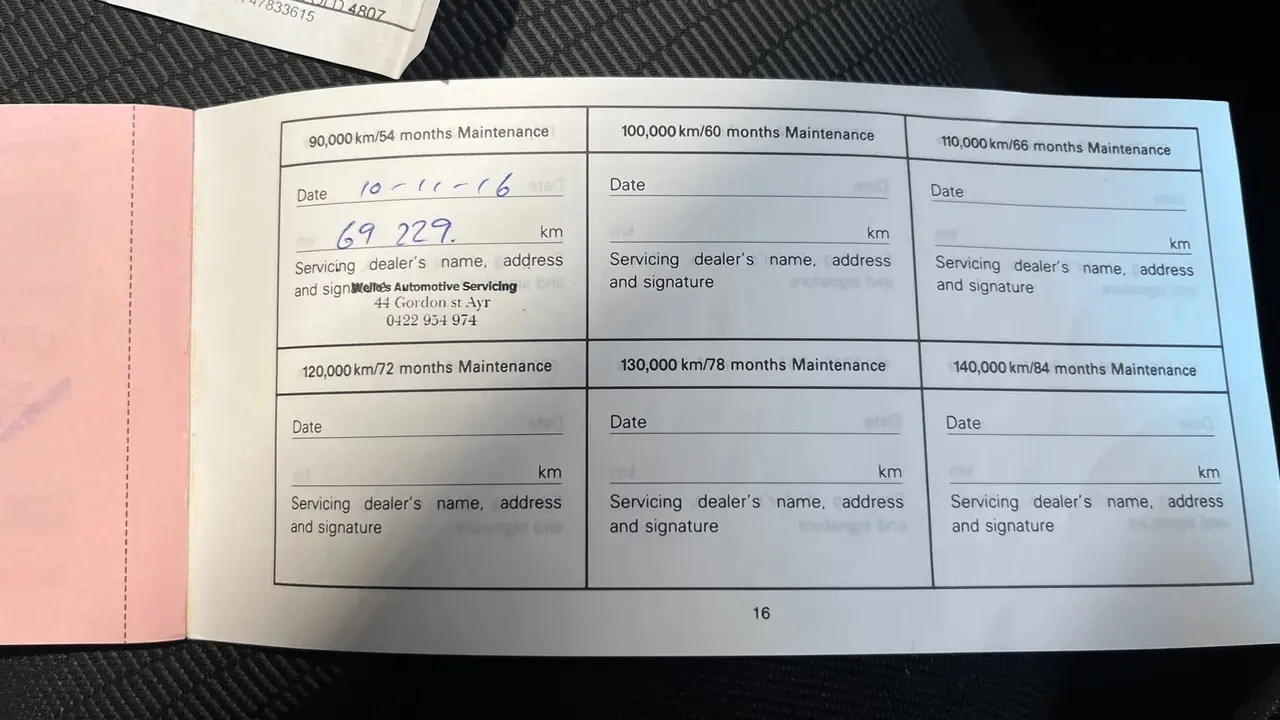 QLD 4807
47833615
90,000 km/54 months Maintenance
Date 10-11-16
69 229. km
Servicing dealer's name, address
and signature
Welle's Automotive Servicing
44 Gordon st Ayr
0422 954 974
100,000 km/60 months Maintenance
Date
km
Servicing dealer's name, address
and signature
110,000 km/66 months Maintenance
Date
km
Servicing dealer's name, address
and signature
120,000 km/72 months Maintenance
Date
km
Servicing dealer's name, address
and signature
130,000 km/78 months Maintenance
Date
km
Servicing dealer's name, address
and signature
140,000 km/84 months Maintenance
Date
km
Servicing dealer's name, address
and signature
16